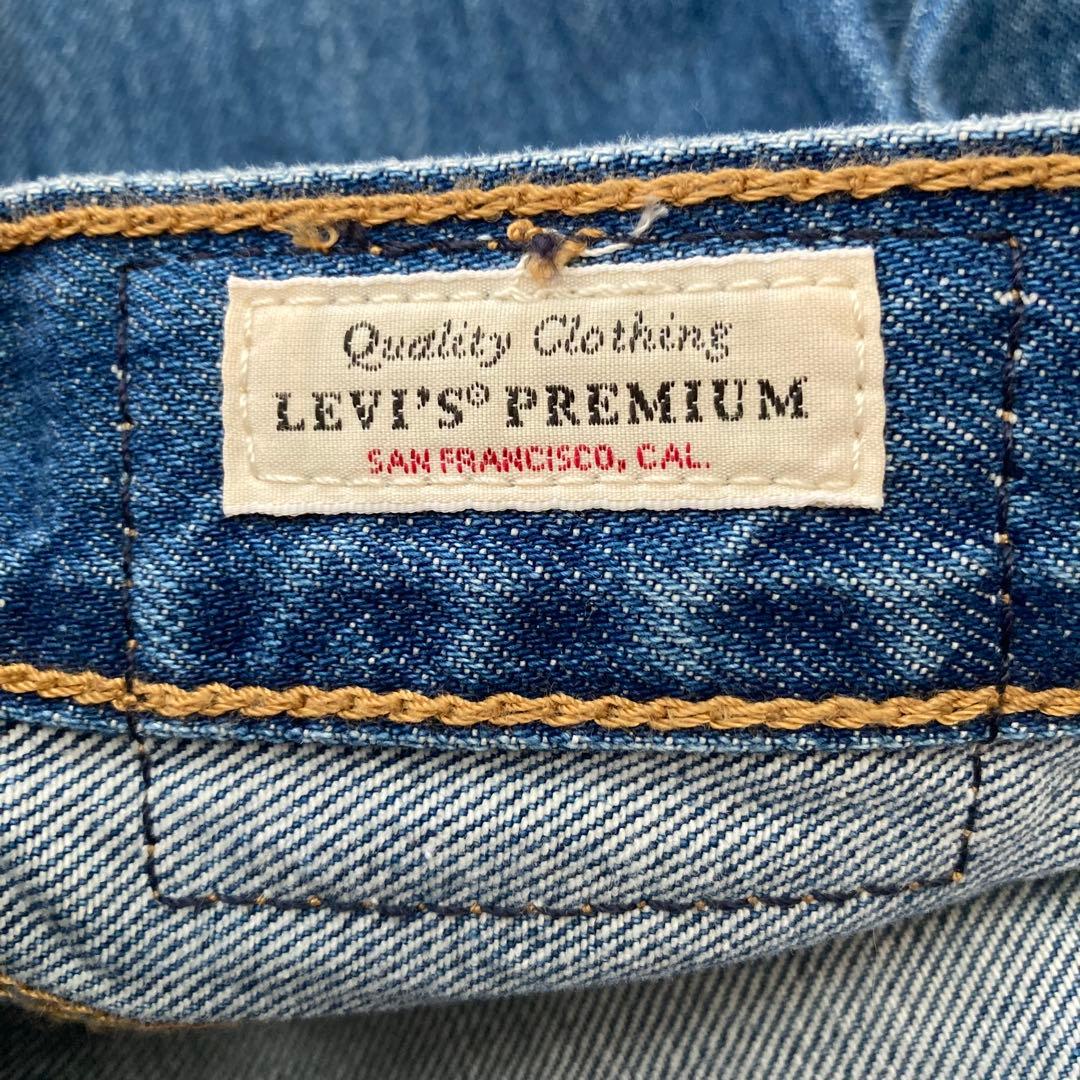 Quality Clothing
LEVI'S® PREMIUM
SAN FRANCISCO, CAL.